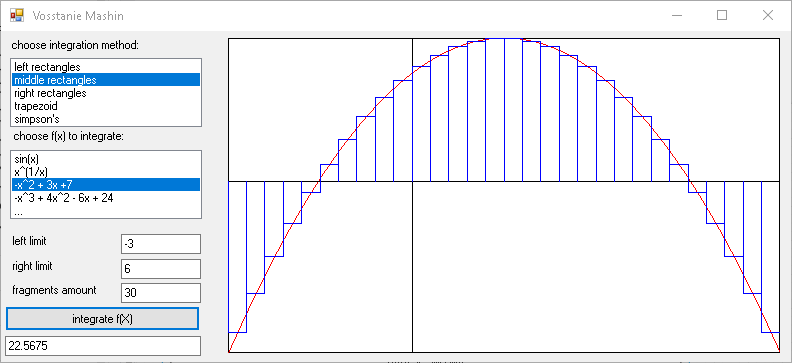 Vosstanie Mashin
choose integration method:
left rectangles
middle rectangles
right rectangles
trapezoid
simpson's
choose f(x) to integrate:
sin(x)
x^(1/x)
-x^2 + 3x +7
-x^3 + 4x^2 - 6x + 24
...
left limit -3
right limit 6
fragments amount 30
integrate f(X)
22.5675